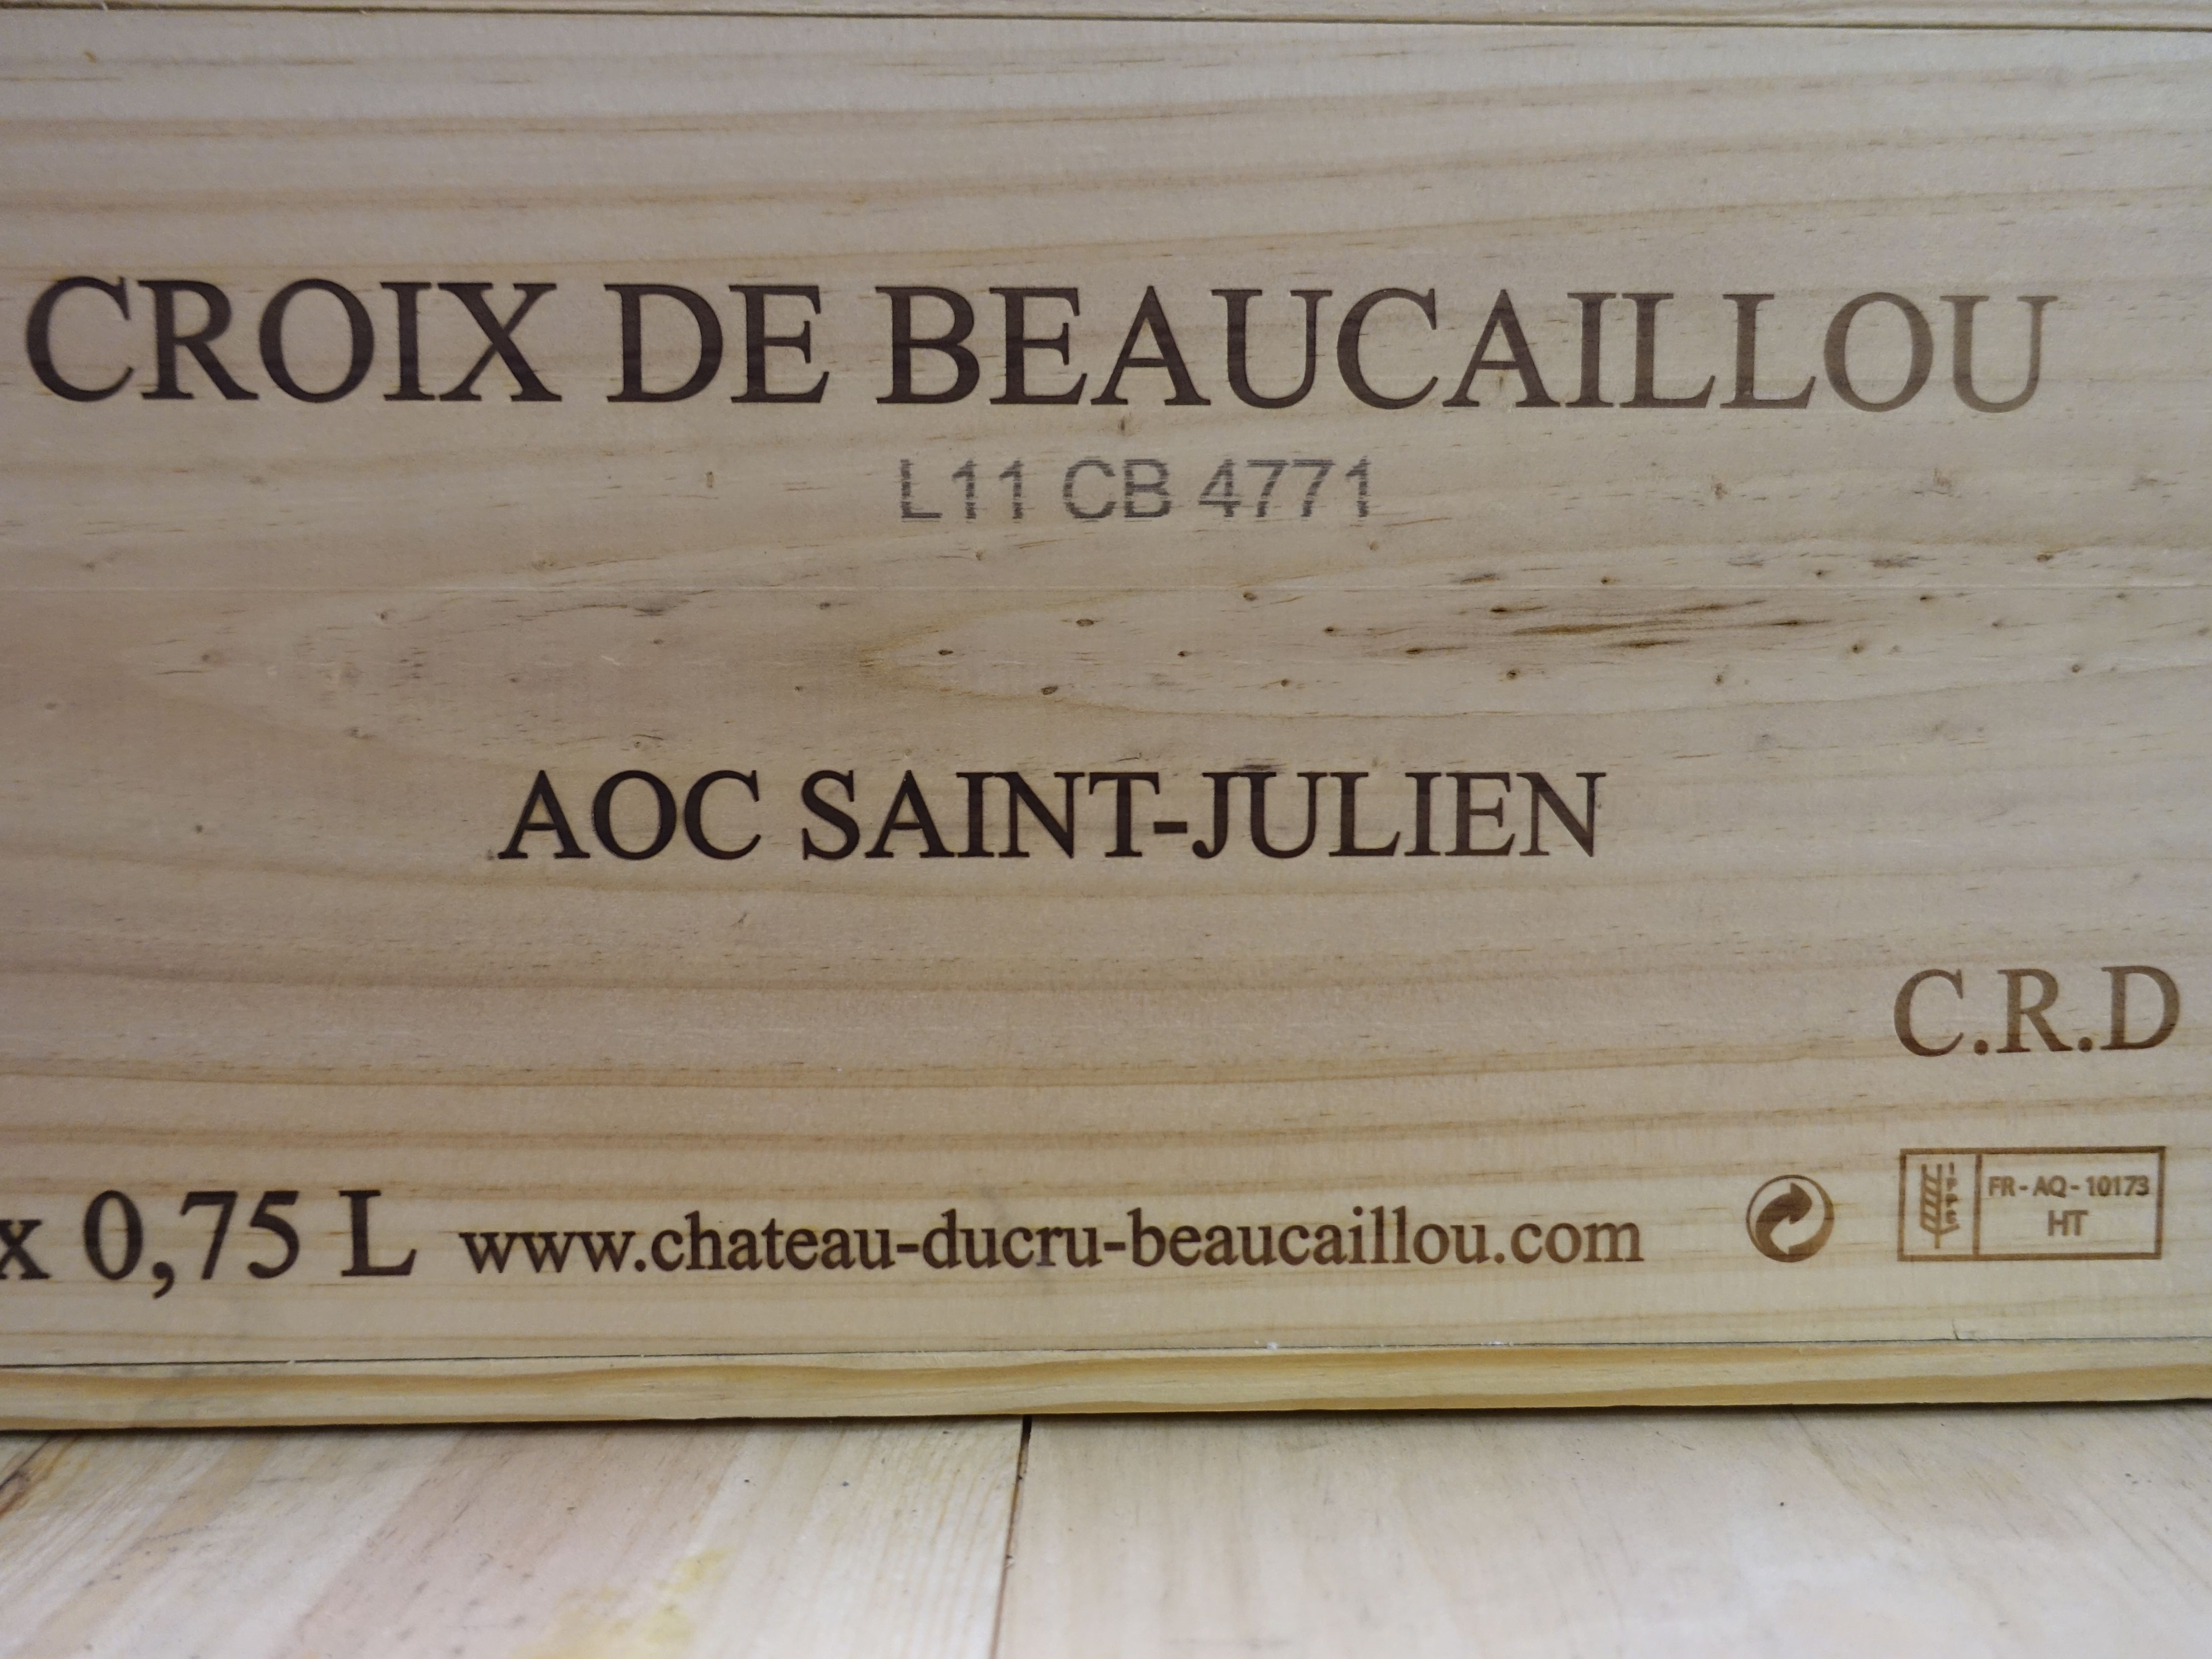 CROIX DE BEAUCAILLOU
L11 CB 4771
AOC SAINT-JULIEN
C.R.D
x 0,75 L www.chateau-ducru-beaucaillou.com
IPPC
FR - AQ - 10173
HT